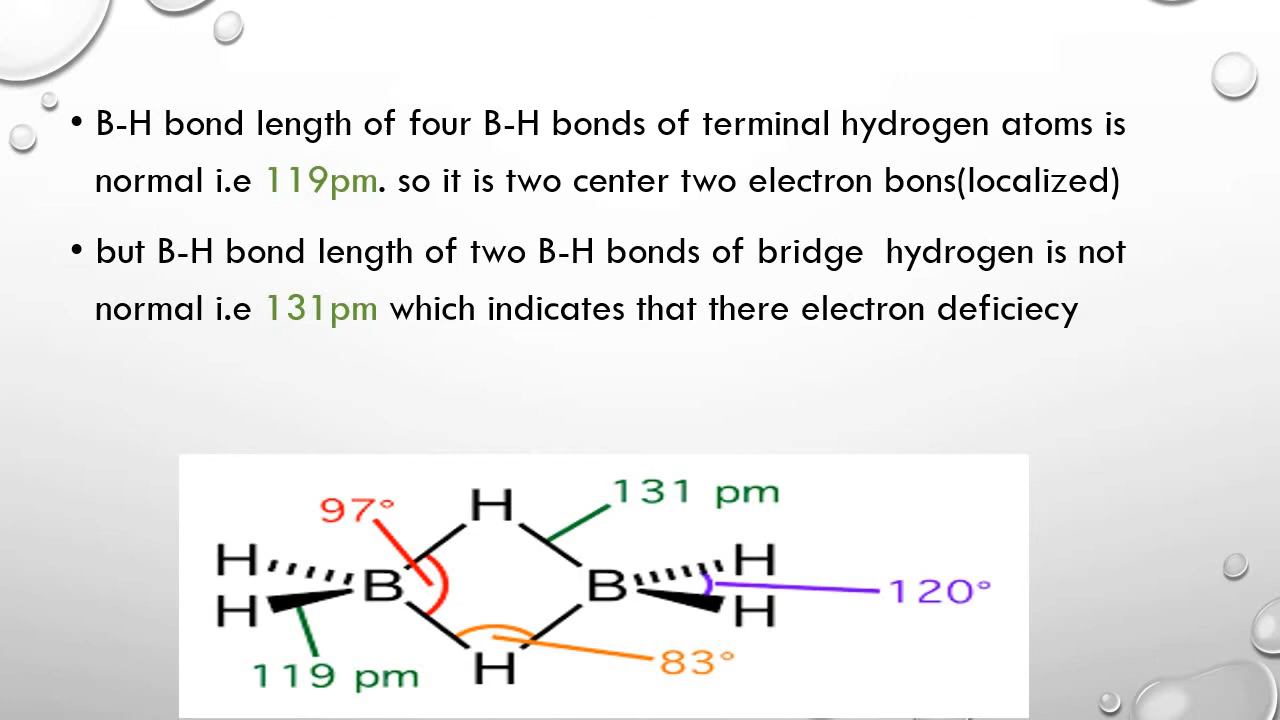 • B-H bond length of four B-H bonds of terminal hydrogen atoms is
normal i.e 119pm. so it is two center two electron bons(localized)
• but B-H bond length of two B-H bonds of bridge  hydrogen is not
normal i.e 131pm which indicates that there electron deficiecy
131 pm
97°
H
H H
B B
120°
H H
83°
H
119 pm